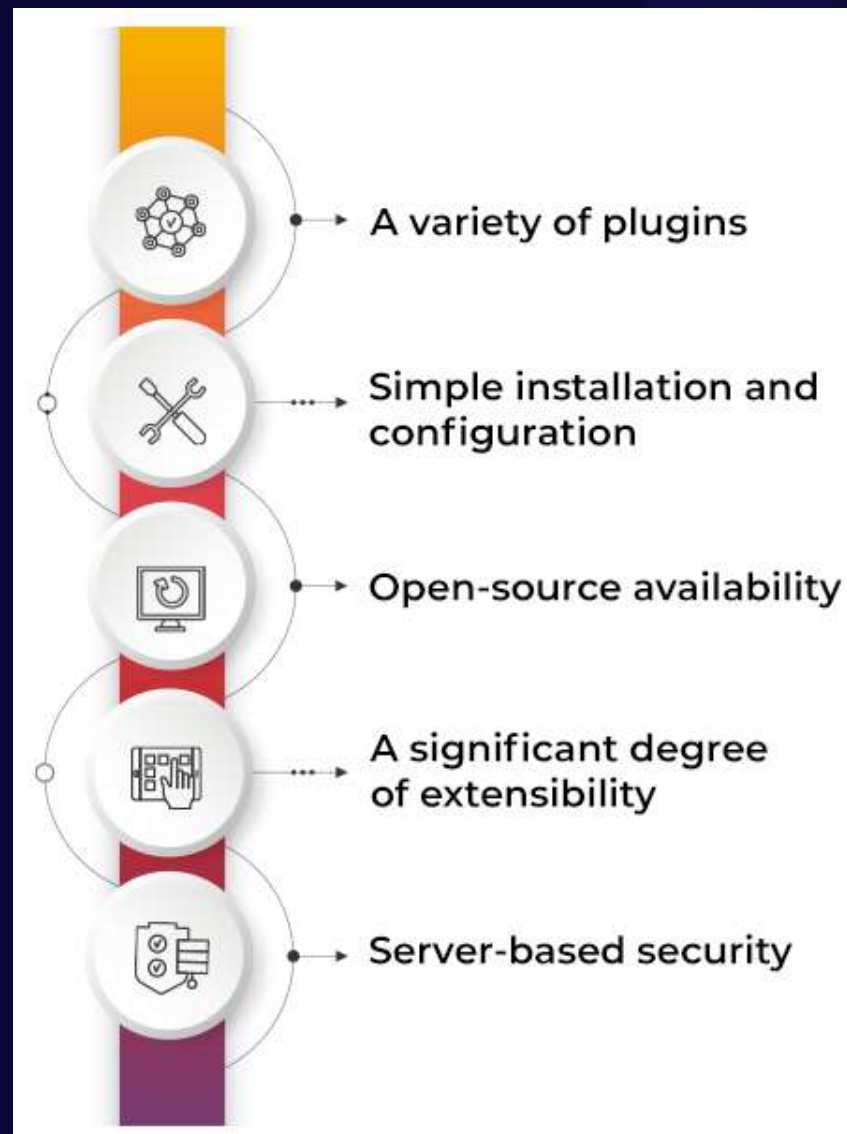 A variety of plugins
Simple installation and
configuration
Open-source availability
A significant degree
of extensibility
Server-based security